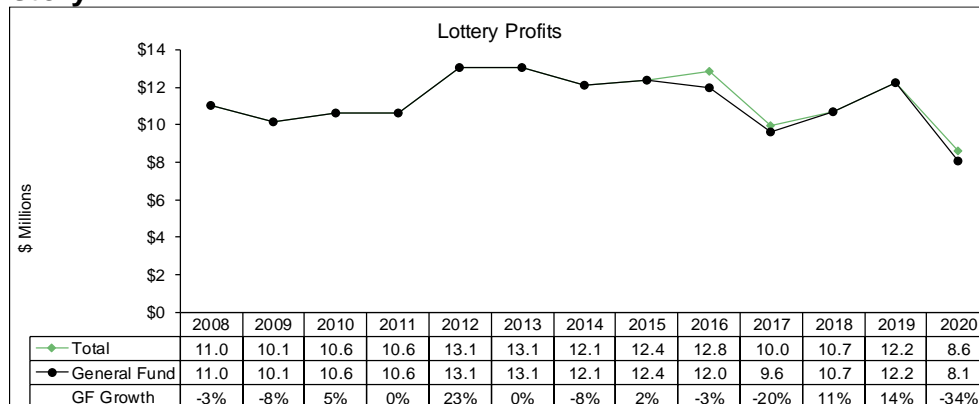 Lottery Profits
$14
$12
$10
$8
$6
$4
$2
$0
$ Millions
2008 2009 2010 2011 2012 2013 2014 2015 2016 2017 2018 2019 2020
Total 11.0 10.1 10.6 10.6 13.1 13.1 12.1 12.4 12.8 10.0 10.7 12.2 8.6
General Fund 11.0 10.1 10.6 10.6 13.1 13.1 12.1 12.4 12.0 9.6 10.7 12.2 8.1
GF Growth -3% -8% 5% 0% 23% 0% -8% 2% -3% -20% 11% 14% -34%